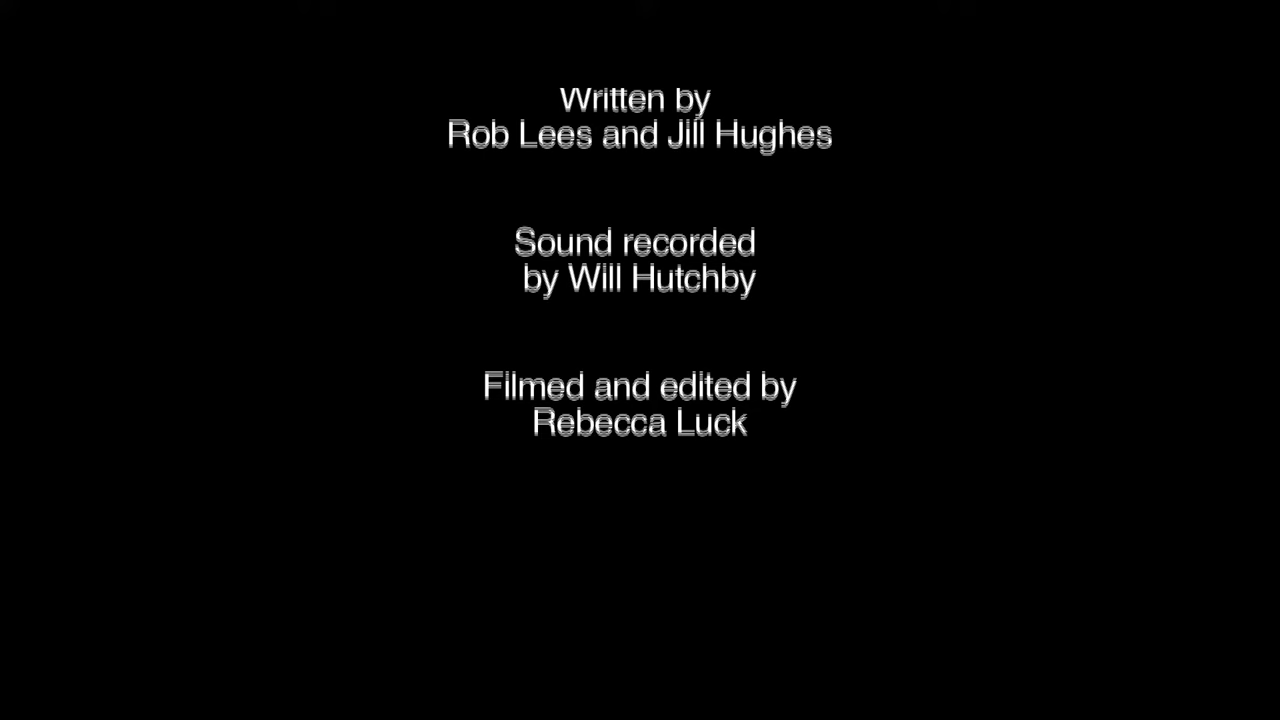 Written by
Rob Lees and Jill Hughes
Sound recorded
by Will Hutchby
Filmed and edited by
Rebecca Luck